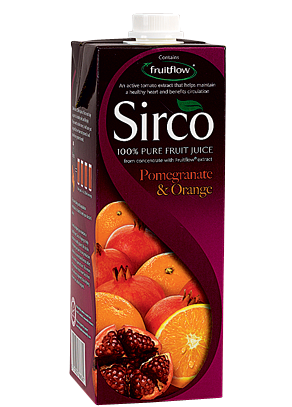 Contains
fruitflow®
An active tomato extract that helps maintain
a healthy heart and benefits circulation
Sirco
100% PURE FRUIT JUICE
from concentrate with Fruitflow® extract
Pomegranate
& Orange